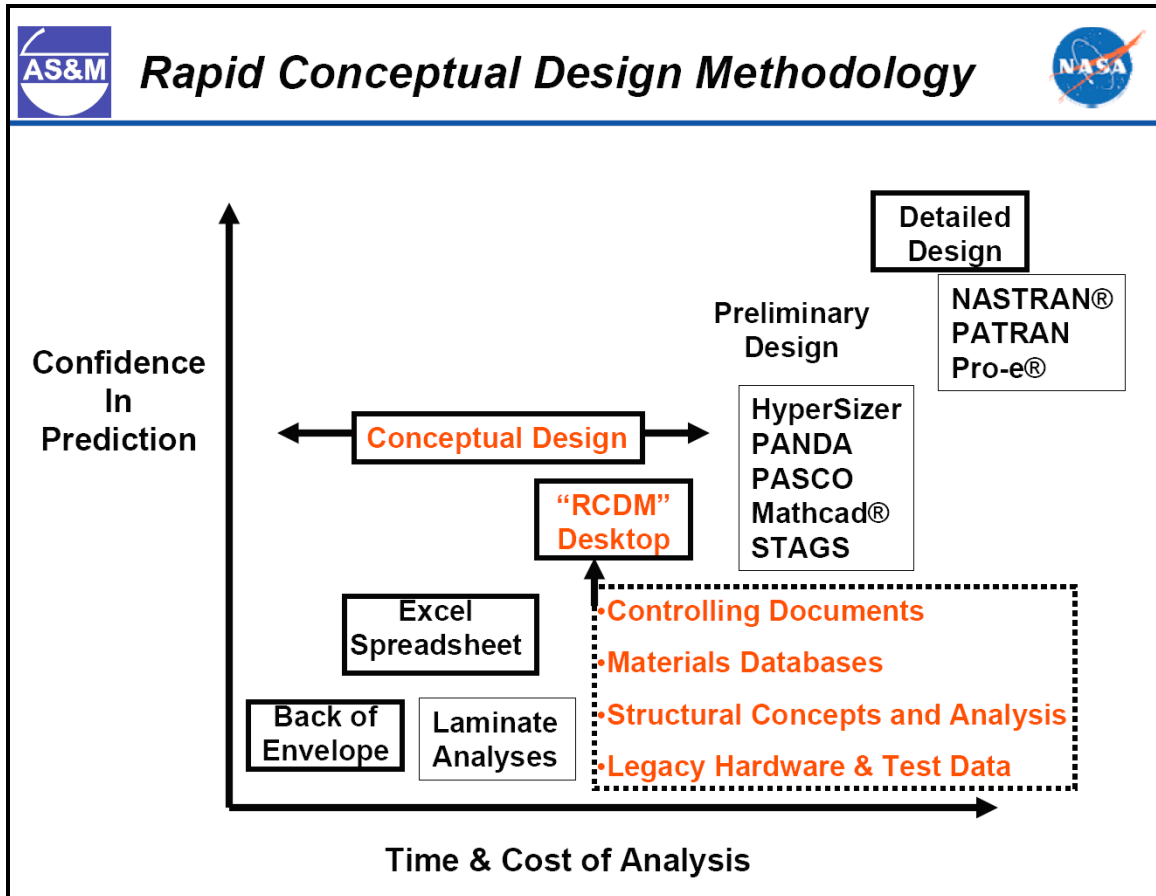 AS&M
Rapid Conceptual Design Methodology
NASA
Detailed
Design
NASTRAN®
PATRAN
Pro-e®
Preliminary
Design
Confidence
In
Prediction
HyperSizer
PANDA
PASCO
Mathcad®
STAGS
Conceptual Design
“RCDM”
Desktop
Excel
Spreadsheet
•Controlling Documents
•Materials Databases
•Structural Concepts and Analysis
•Legacy Hardware & Test Data
Back of
Envelope
Laminate
Analyses
Time & Cost of Analysis